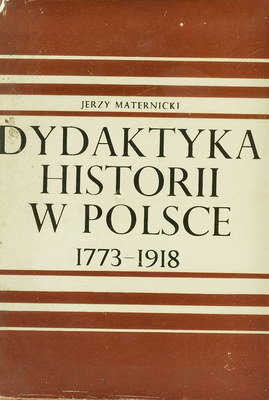 JERZY MATERNICKI
DYDAKTYKA
HISTORII
W POLSCE
1773–1918